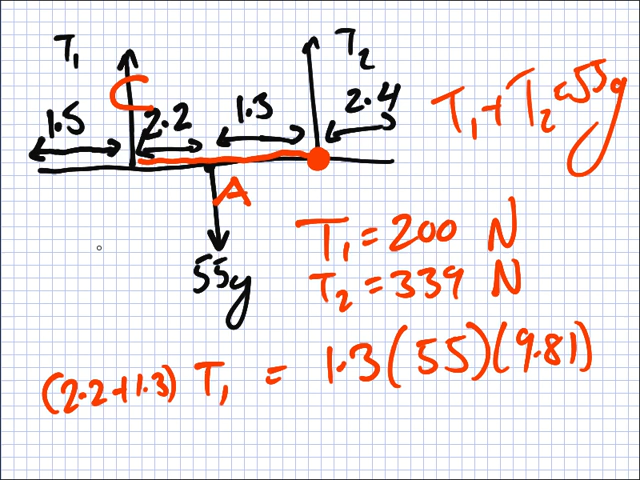 T₁ T₂
1.5 2.2 1.3 2.4
T₁ + T₂ = 55g
A
55g
T₁ = 200 N
T₂ = 339 N
(2.2+1.3) T₁ = 1.3(55)(9.81)